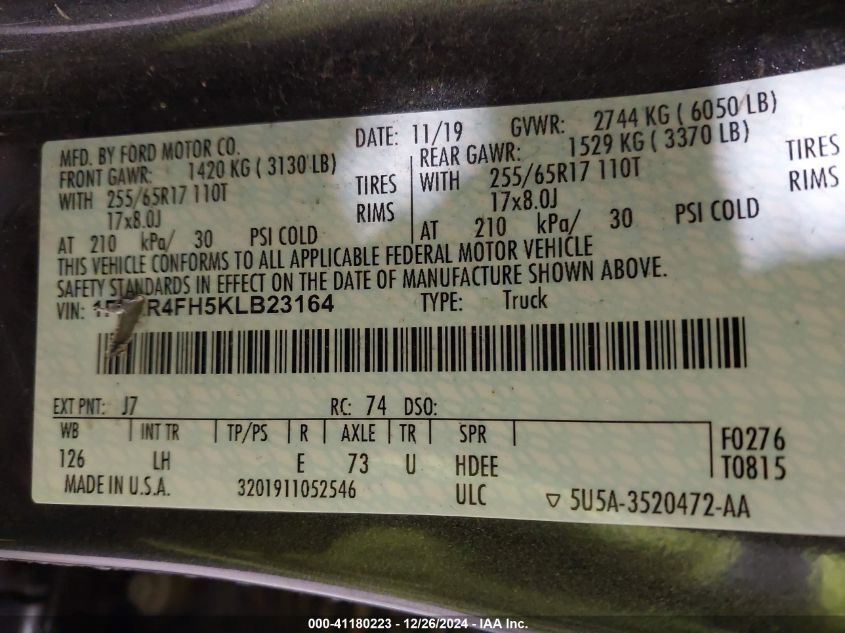 MFD. BY FORD MOTOR CO. DATE: 11/19 GVWR: 2744 KG ( 6050 LB)
FRONT GAWR: 1420 KG ( 3130 LB) REAR GAWR: 1529 KG ( 3370 LB)
WITH 255/65R17 110T TIRES WITH 255/65R17 110T TIRES
17x8.0J RIMS 17x8.0J RIMS
AT 210 kPa/ 30 PSI COLD AT 210 kPa/ 30 PSI COLD
THIS VEHICLE CONFORMS TO ALL APPLICABLE FEDERAL MOTOR VEHICLE
SAFETY STANDARDS IN EFFECT ON THE DATE OF MANUFACTURE SHOWN ABOVE.
VIN: R4FH5KLB23164 TYPE: Truck
EXT PNT: J7 RC: 74 DSO:
WB INT TR TP/PS R AXLE TR SPR F0276
126 LH E 73 U HDEE T0815
MADE IN U.S.A. 3201911052546 ULC ▽ 5U5A-3520472-AA
000-41180223 - 12/26/2024 - IAA Inc.